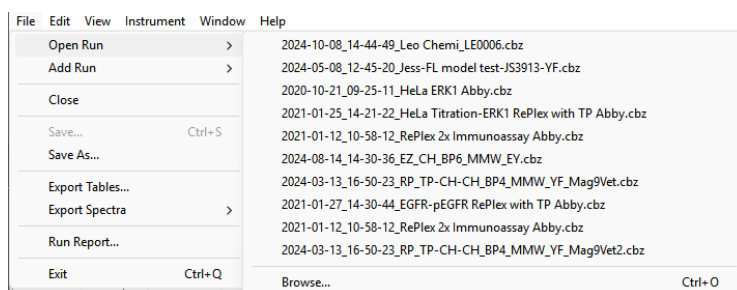 File Edit View Instrument Window Help
Open Run >
Add Run >
Close
Save... Ctrl+S
Save As...
Export Tables...
Export Spectra >
Run Report...
Exit Ctrl+Q
2024-10-08_14-44-49_Leo Chemi_LE0006.cbz
2024-05-08_12-45-20_Jess-FL model test-JS3913-YF.cbz
2020-10-21_09-25-11_HeLa ERK1 Abby.cbz
2021-01-25_14-21-22_HeLa Titration-ERK1 RePlex with TP Abby.cbz
2021-01-12_10-58-12_RePlex 2x Immunoassay Abby.cbz
2024-08-14_14-30-36_EZ_CH_BP6_MMW_EY.cbz
2024-03-13_16-50-23_RP_TP-CH-CH_BP4_MMW_YF_Mag9Vet.cbz
2021-01-27_14-30-44_EGFR-pEGFR RePlex with TP Abby.cbz
2021-01-12_10-58-12_RePlex 2x Immunoassay Abby.cbz
2024-03-13_16-50-23_RP_TP-CH-CH_BP4_MMW_YF_Mag9Vet2.cbz
Browse... Ctrl+O